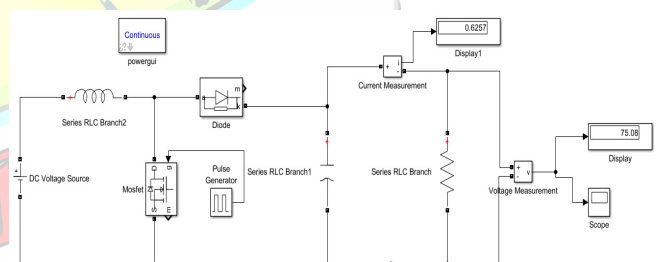 Continuous
powergui
0.6257
Display1
i
+
-
Current Measurement
Series RLC Branch2
+
m
a
k
Diode
DC Voltage Source
+
Mosfet
D
g
S
m
Pulse
Generator
Series RLC Branch1
+
Series RLC Branch
+
+
-
v
Voltage Measurement
75.08
Display
Scope